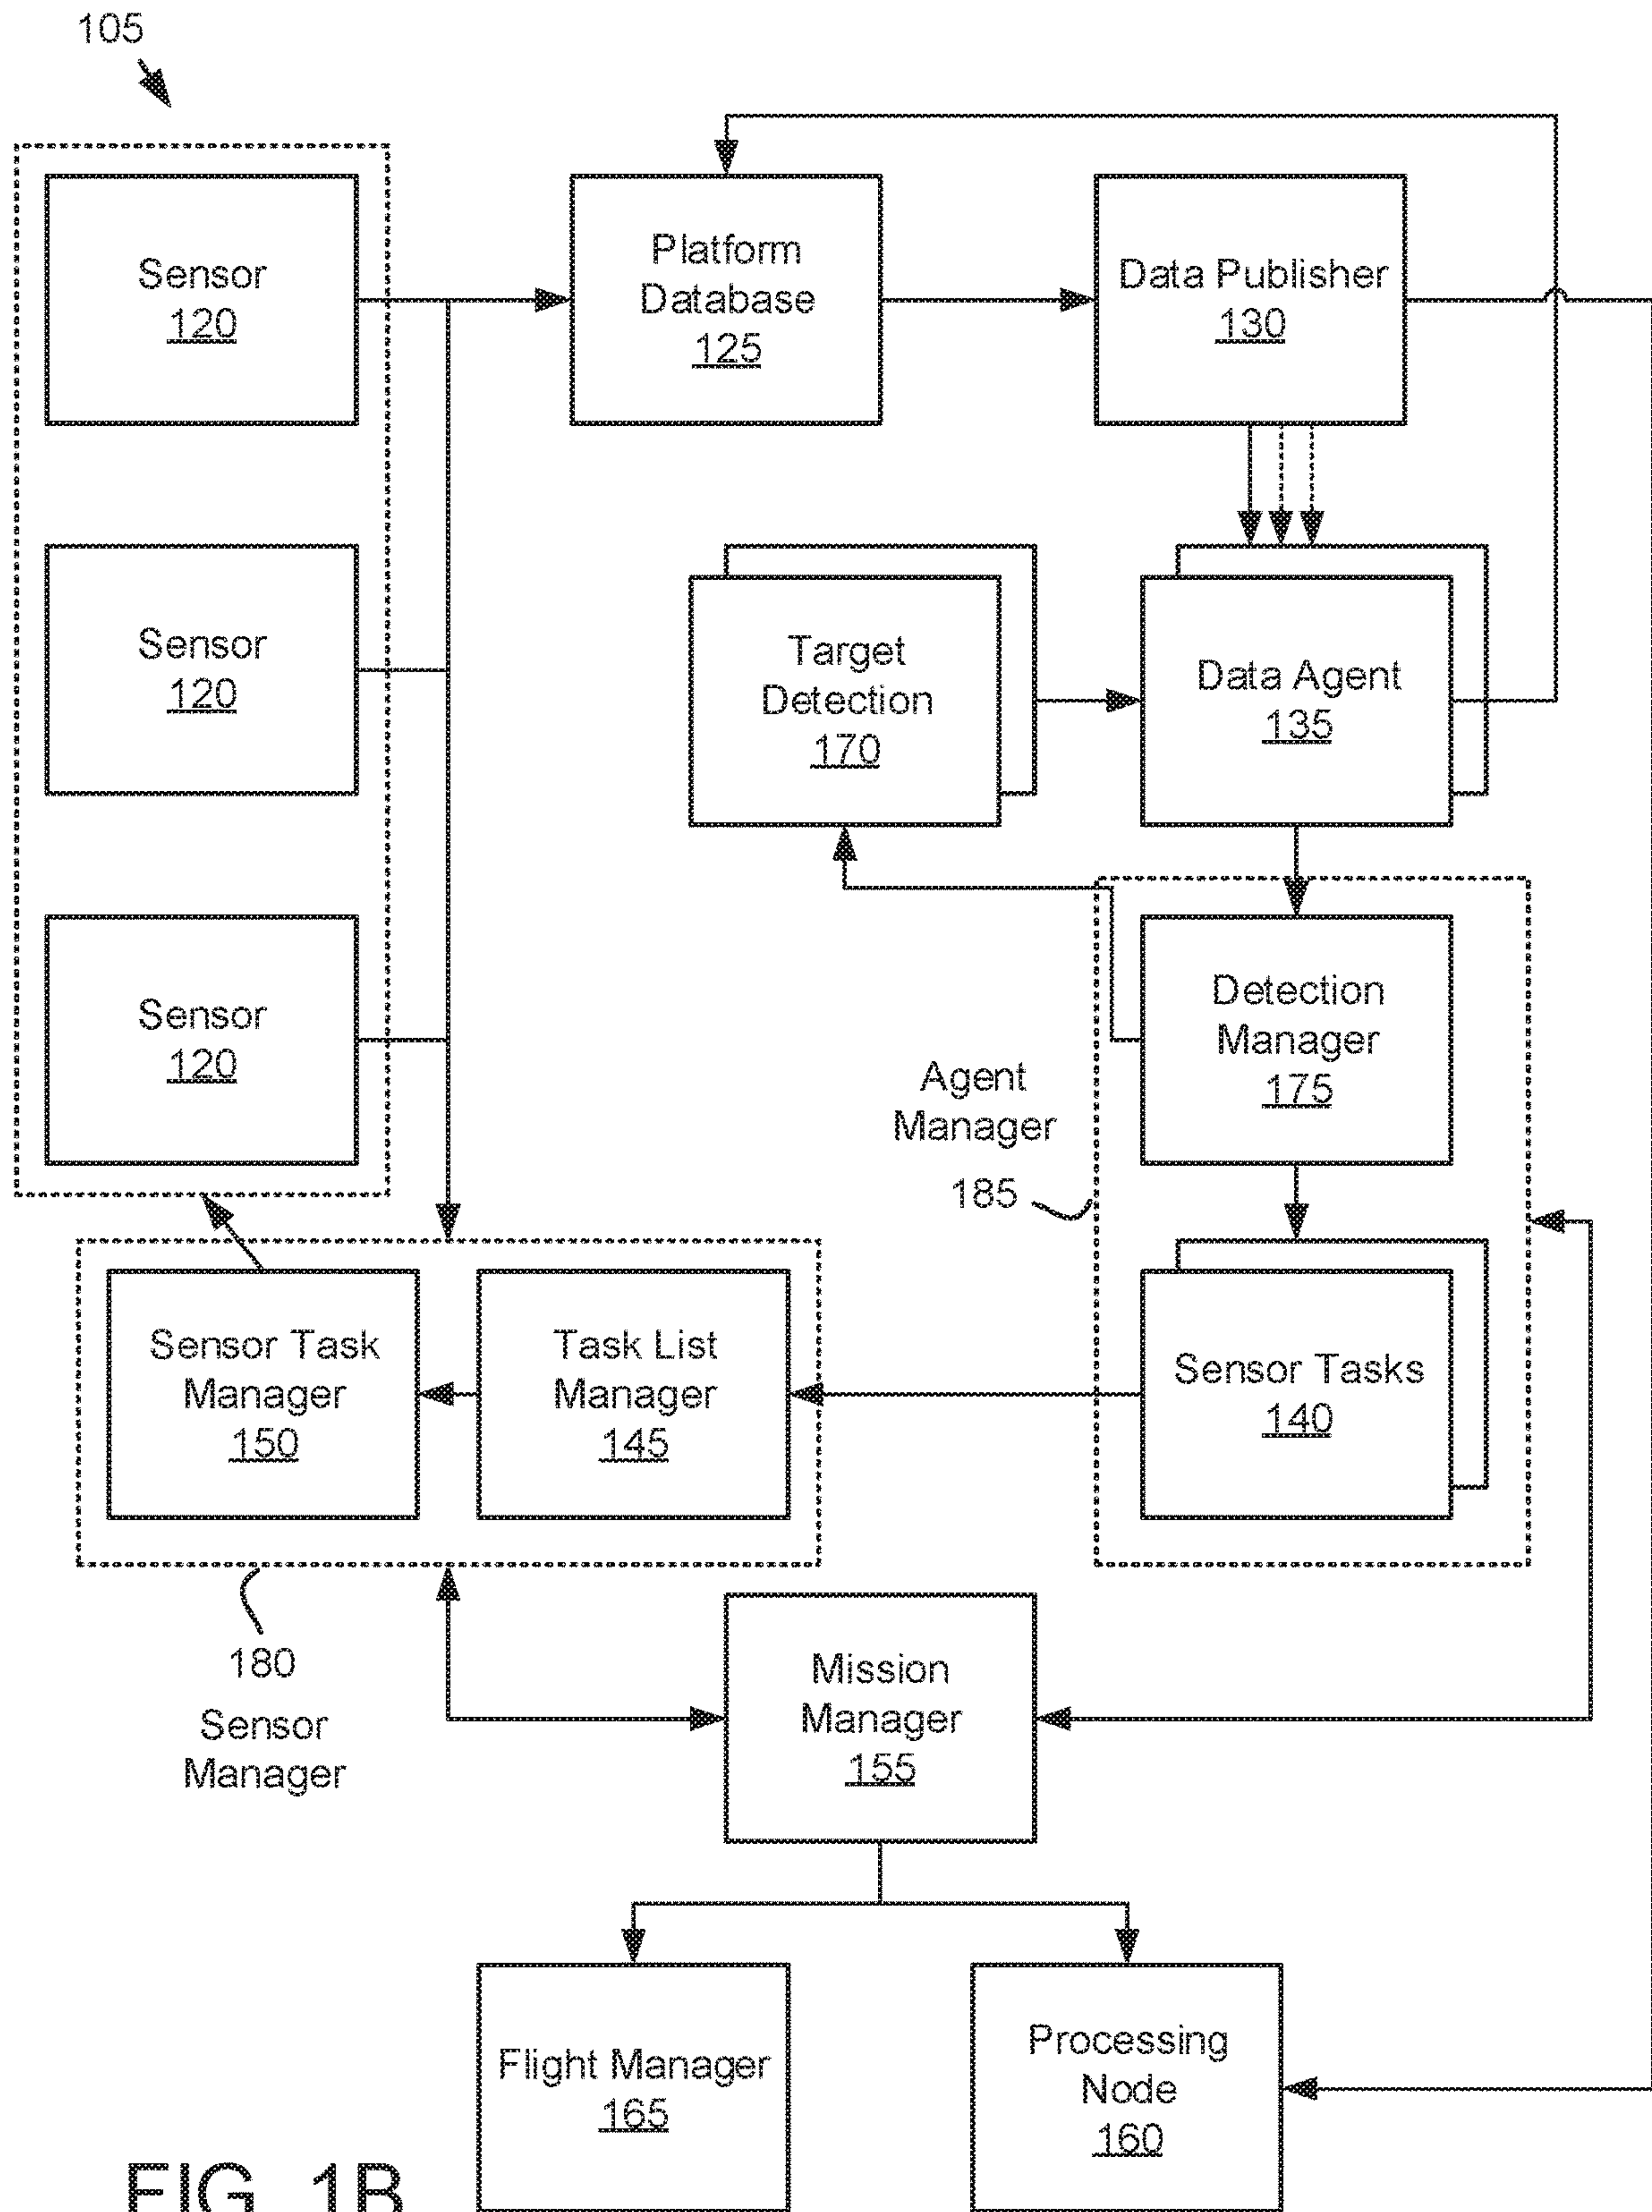 105
Sensor
120
Platform
Database
125
Data Publisher
130
Sensor
120
Target
Detection
170
Data Agent
135
Sensor
120
Detection
Manager
175
Agent
Manager
185
Sensor Task
Manager
150
Task List
Manager
145
Sensor Tasks
140
180
Sensor
Manager
Mission
Manager
155
Flight Manager
165
Processing
Node
160
FIG. 1B